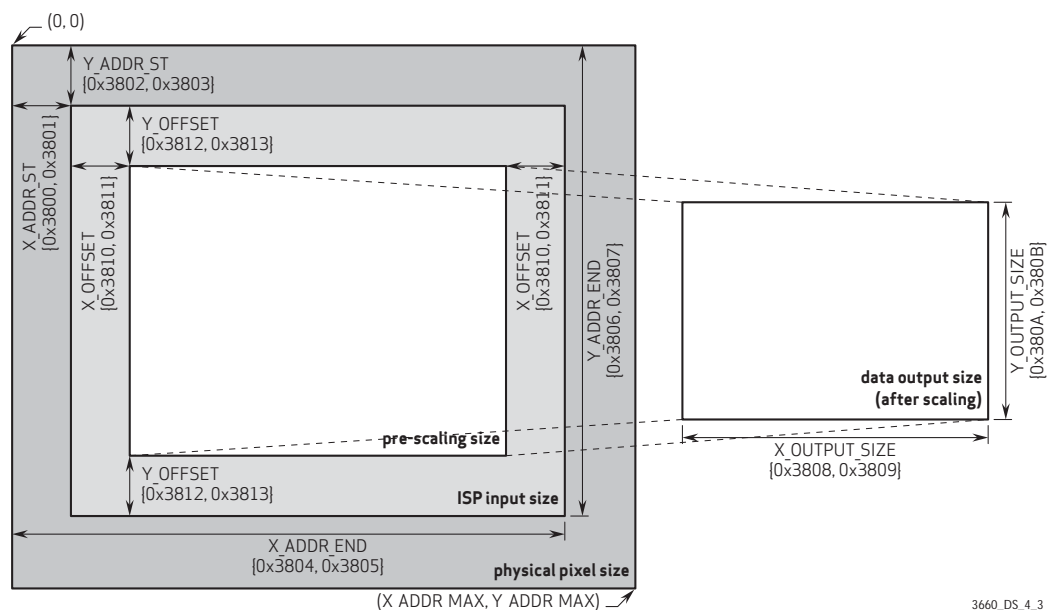 (0, 0)
Y_ADDR_ST
{0x3802, 0x3803}
X_ADDR_ST
{0x3800, 0x3801}
Y_OFFSET
{0x3812, 0x3813}
X_OFFSET
{0x3810, 0x3811}
X_OFFSET
{0x3810, 0x3811}
Y_ADDR_END
{0x3806, 0x3807}
Y_OUTPUT_SIZE
{0x380A, 0x380B}
data output size
(after scaling)
pre-scaling size
X_OUTPUT_SIZE
{0x3808, 0x3809}
Y_OFFSET
{0x3812, 0x3813}
ISP input size
X_ADDR_END
{0x3804, 0x3805}
physical pixel size
(X ADDR MAX, Y ADDR MAX)
3660_DS_4_3